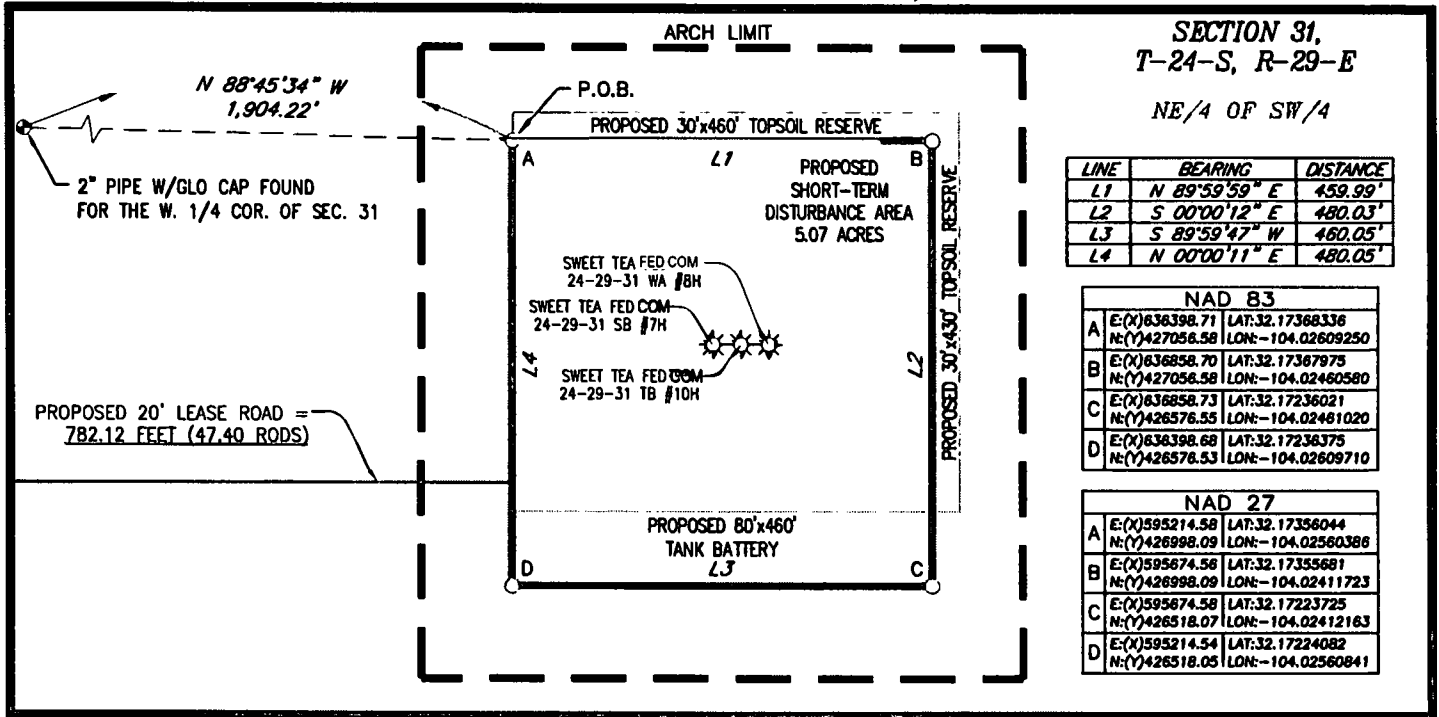 ARCH LIMIT
N 88°45'34" W
1,904.22'
P.O.B.
PROPOSED 30'x460' TOPSOIL RESERVE
A
L1
B
2" PIPE W/GLO CAP FOUND
FOR THE W. 1/4 COR. OF SEC. 31
PROPOSED
SHORT-TERM
DISTURBANCE AREA
5.07 ACRES
SWEET TEA FED COM
24-29-31 WA #8H
SWEET TEA FED COM
24-29-31 SB #7H
SWEET TEA FED COM
24-29-31 TB #10H
L4
L2
PROPOSED 30'x430' TOPSOIL RESERVE
PROPOSED 20' LEASE ROAD =
782.12 FEET (47.40 RODS)
PROPOSED 80'x460'
TANK BATTERY
D
L3
C
SECTION 31,
T-24-S, R-29-E
NE/4 OF SW/4
LINE BEARING DISTANCE
L1 N 89°59'59" E 459.99'
L2 S 00°00'12" E 480.03'
L3 S 89°59'47" W 460.05'
L4 N 00°00'11" E 480.05'
NAD 83
A E:(X)636398.71 LAT:32.17368336
N:(Y)427056.58 LON:-104.02609250
B E:(X)636858.70 LAT:32.17367975
N:(Y)427056.58 LON:-104.02460580
C E:(X)636858.73 LAT:32.17236021
N:(Y)426576.55 LON:-104.02461020
D E:(X)636398.68 LAT:32.17236375
N:(Y)426576.53 LON:-104.02609710
NAD 27
A E:(X)595214.58 LAT:32.17356044
N:(Y)426998.09 LON:-104.02560386
B E:(X)595674.56 LAT:32.17355681
N:(Y)426998.09 LON:-104.02411723
C E:(X)595674.58 LAT:32.17223725
N:(Y)426518.07 LON:-104.02412163
D E:(X)595214.54 LAT:32.17224082
N:(Y)426518.05 LON:-104.02560841